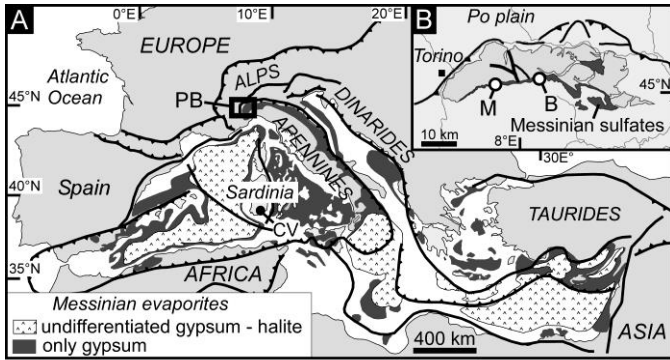 A
0°E
10°E
20°E
B
Po plain
EUROPE
Torino
Atlantic
Ocean
ALPS
45°N
45°N
PB
DINARIDES
M
B
Messinian sulfates
APENNINES
10 km
8°E
30°E
Spain
40°N
Sardinia
TAURIDES
CV
35°N
AFRICA
Messinian evaporites
undifferentiated gypsum - halite
only gypsum
400 km
ASIA